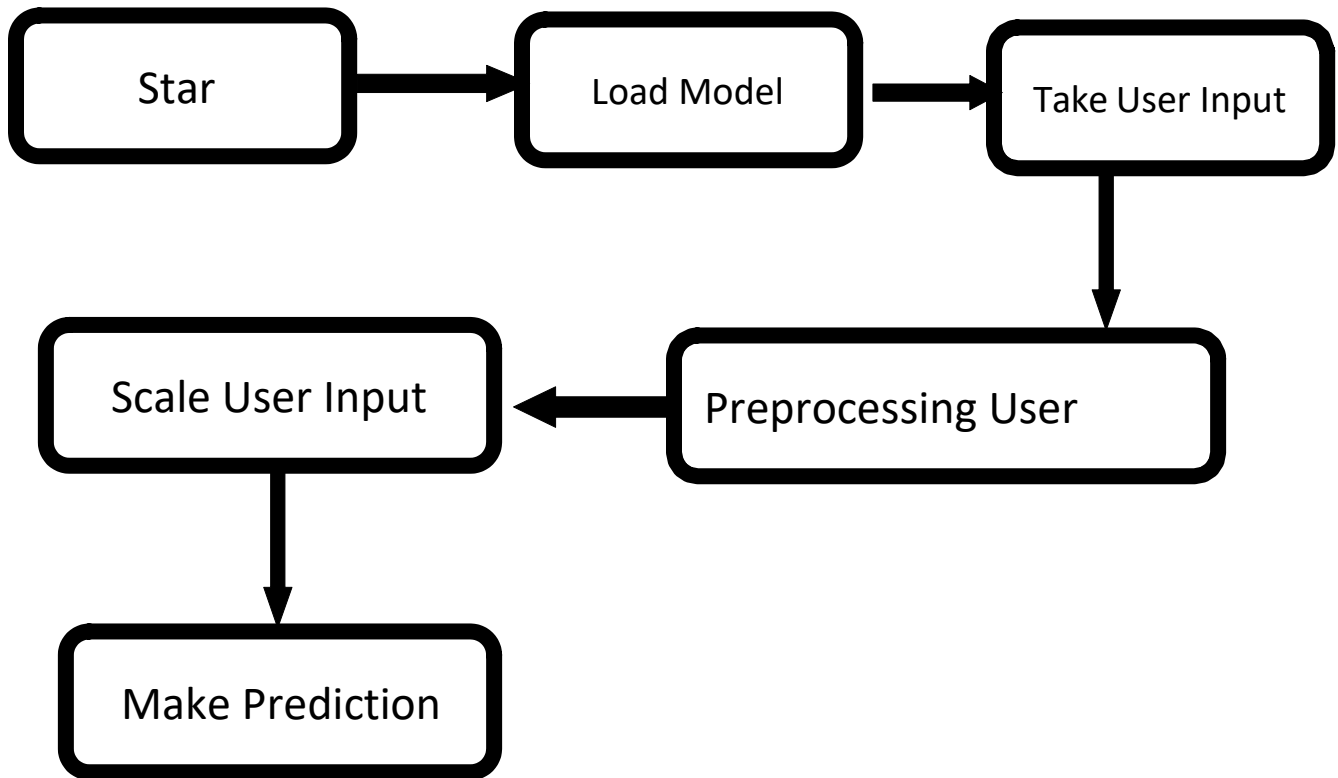 Star
Load Model
Take User Input
Preprocessing User
Scale User Input
Make Prediction